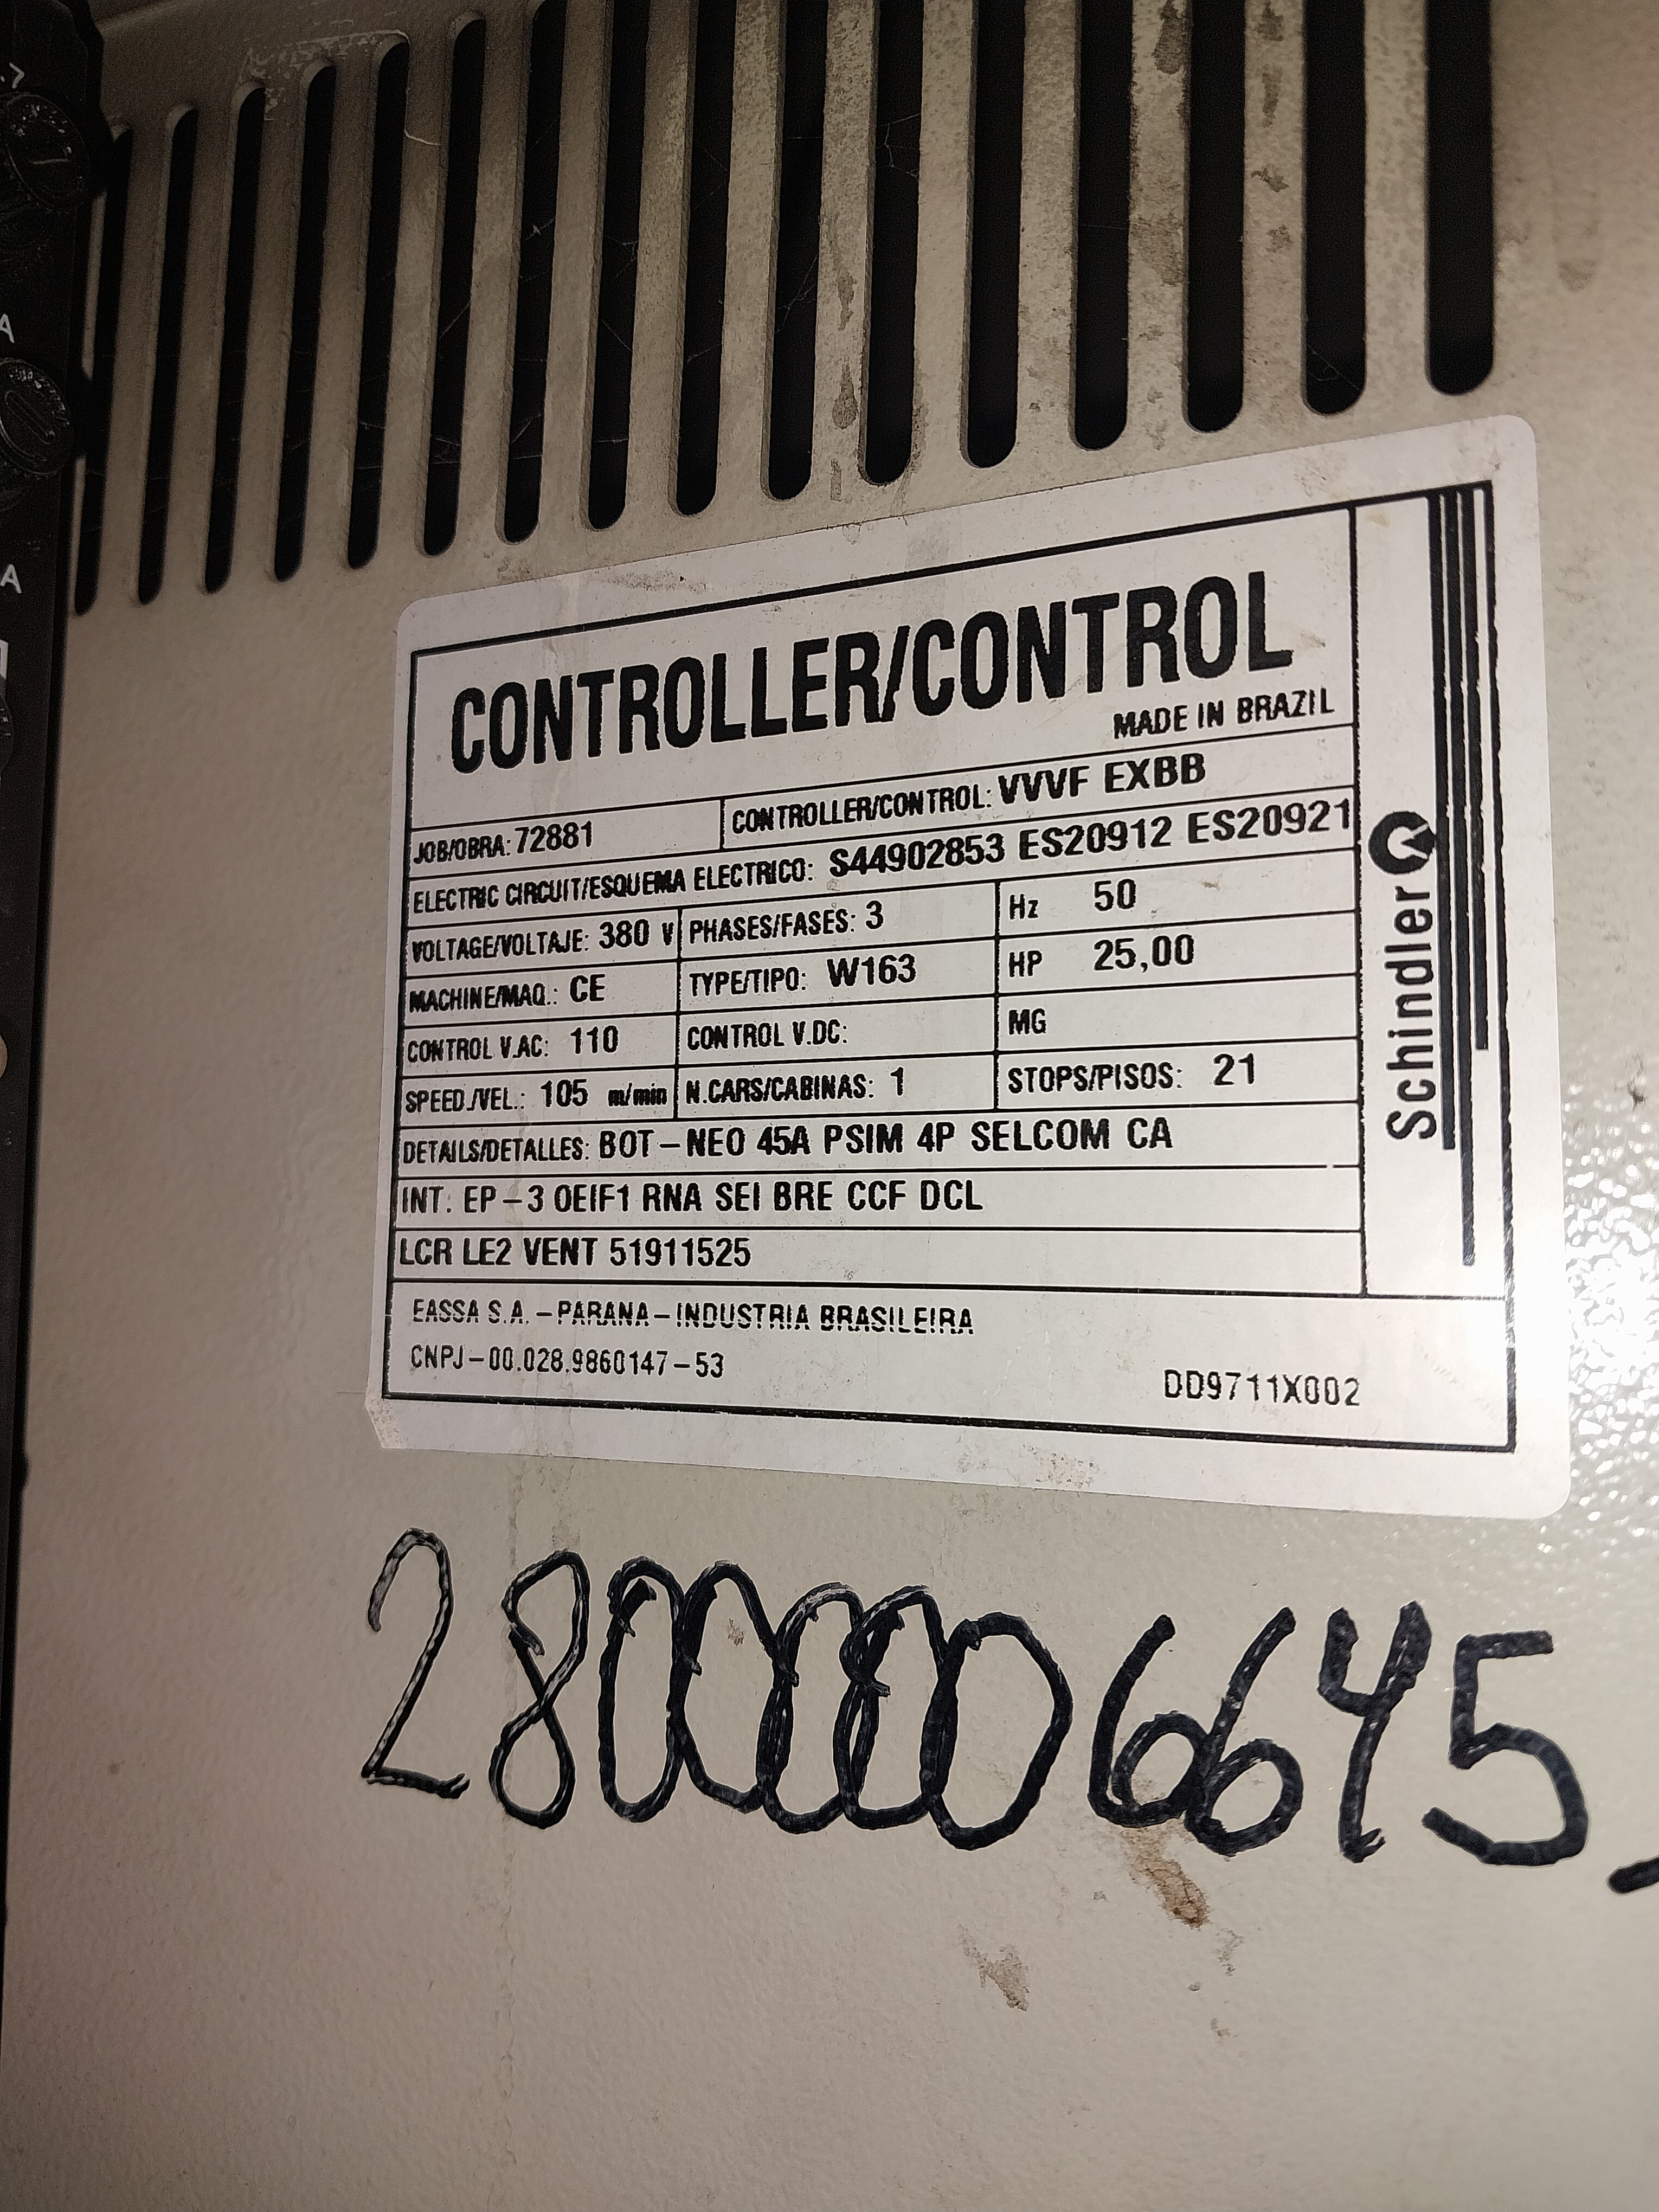 CONTROLLER/CONTROL
MADE IN BRAZIL
JOB/OBRA: 72881 CONTROLLER/CONTROL: VVVF EXBB
ELECTRIC CIRCUIT/ESQUEMA ELECTRICO: S44902853 ES20912 ES20921
VOLTAGE/VOLTAJE: 380 V PHASES/FASES: 3 Hz 50
MACHINE/MAQ.: CE TYPE/TIPO: W163 HP 25,00
CONTROL V.AC: 110 CONTROL V.DC: MG
SPEED./VEL.: 105 m/min N.CARS/CABINAS: 1 STOPS/PISOS: 21
DETAILS/DETALLES: BOT-NEO 45A PSIM 4P SELCOM CA
INT: EP-3 OEIF1 RNA SEI BRE CCF DCL
LCR LE2 VENT 51911525
EASSA S.A. - PARANA - INDUSTRIA BRASILEIRA
CNPJ-00.028.9860147-53
DD9711X002
Schindler
28000006645
A
A